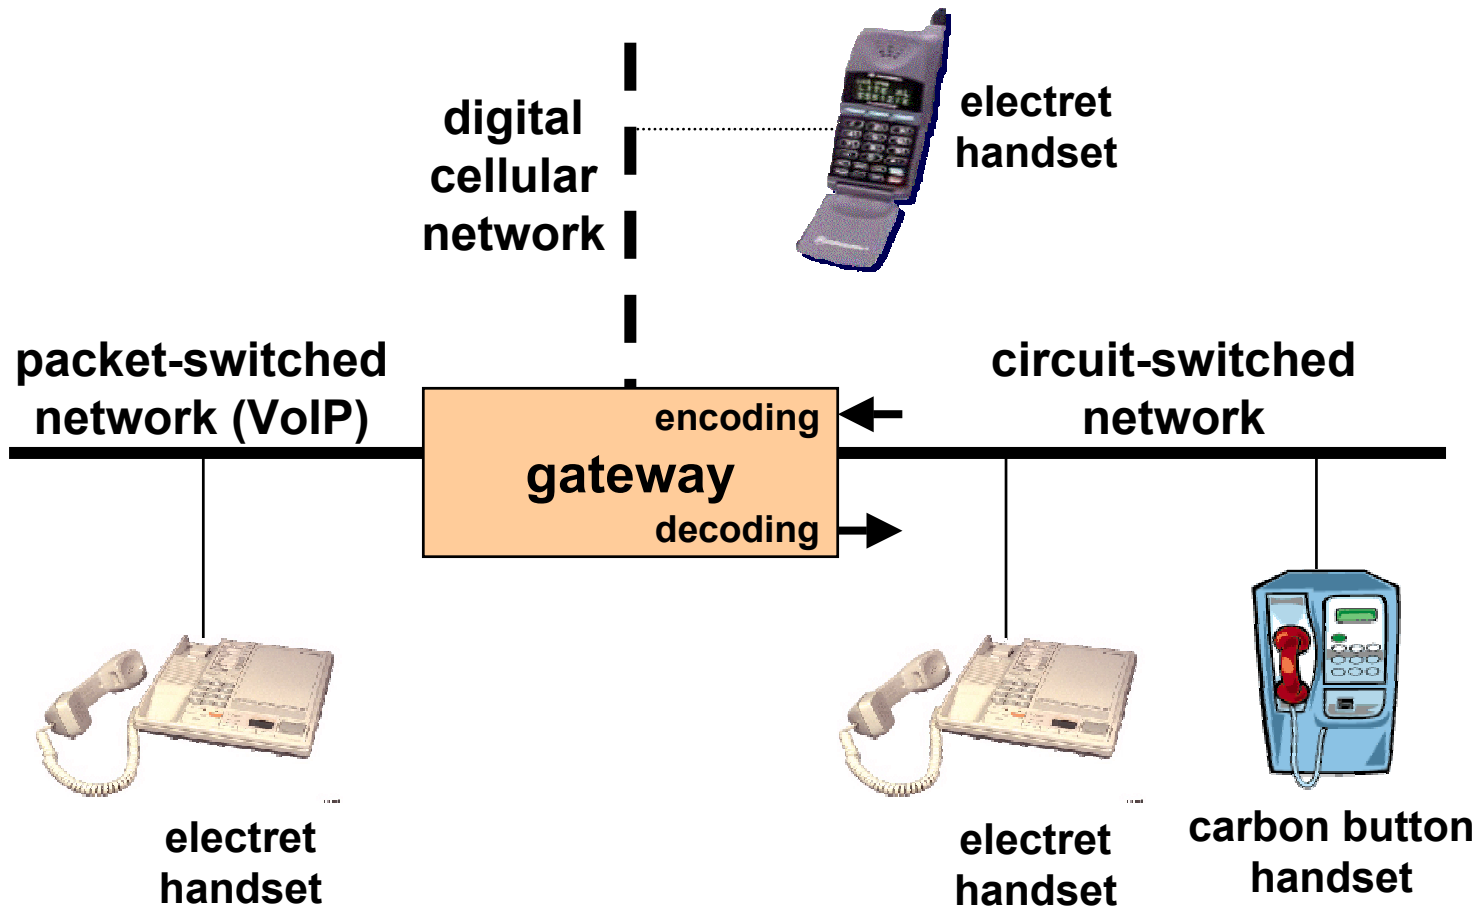 digital
cellular
network
electret
handset
packet-switched
network (VoIP)
circuit-switched
network
encoding
gateway
decoding
electret
handset
electret
handset
carbon button
handset